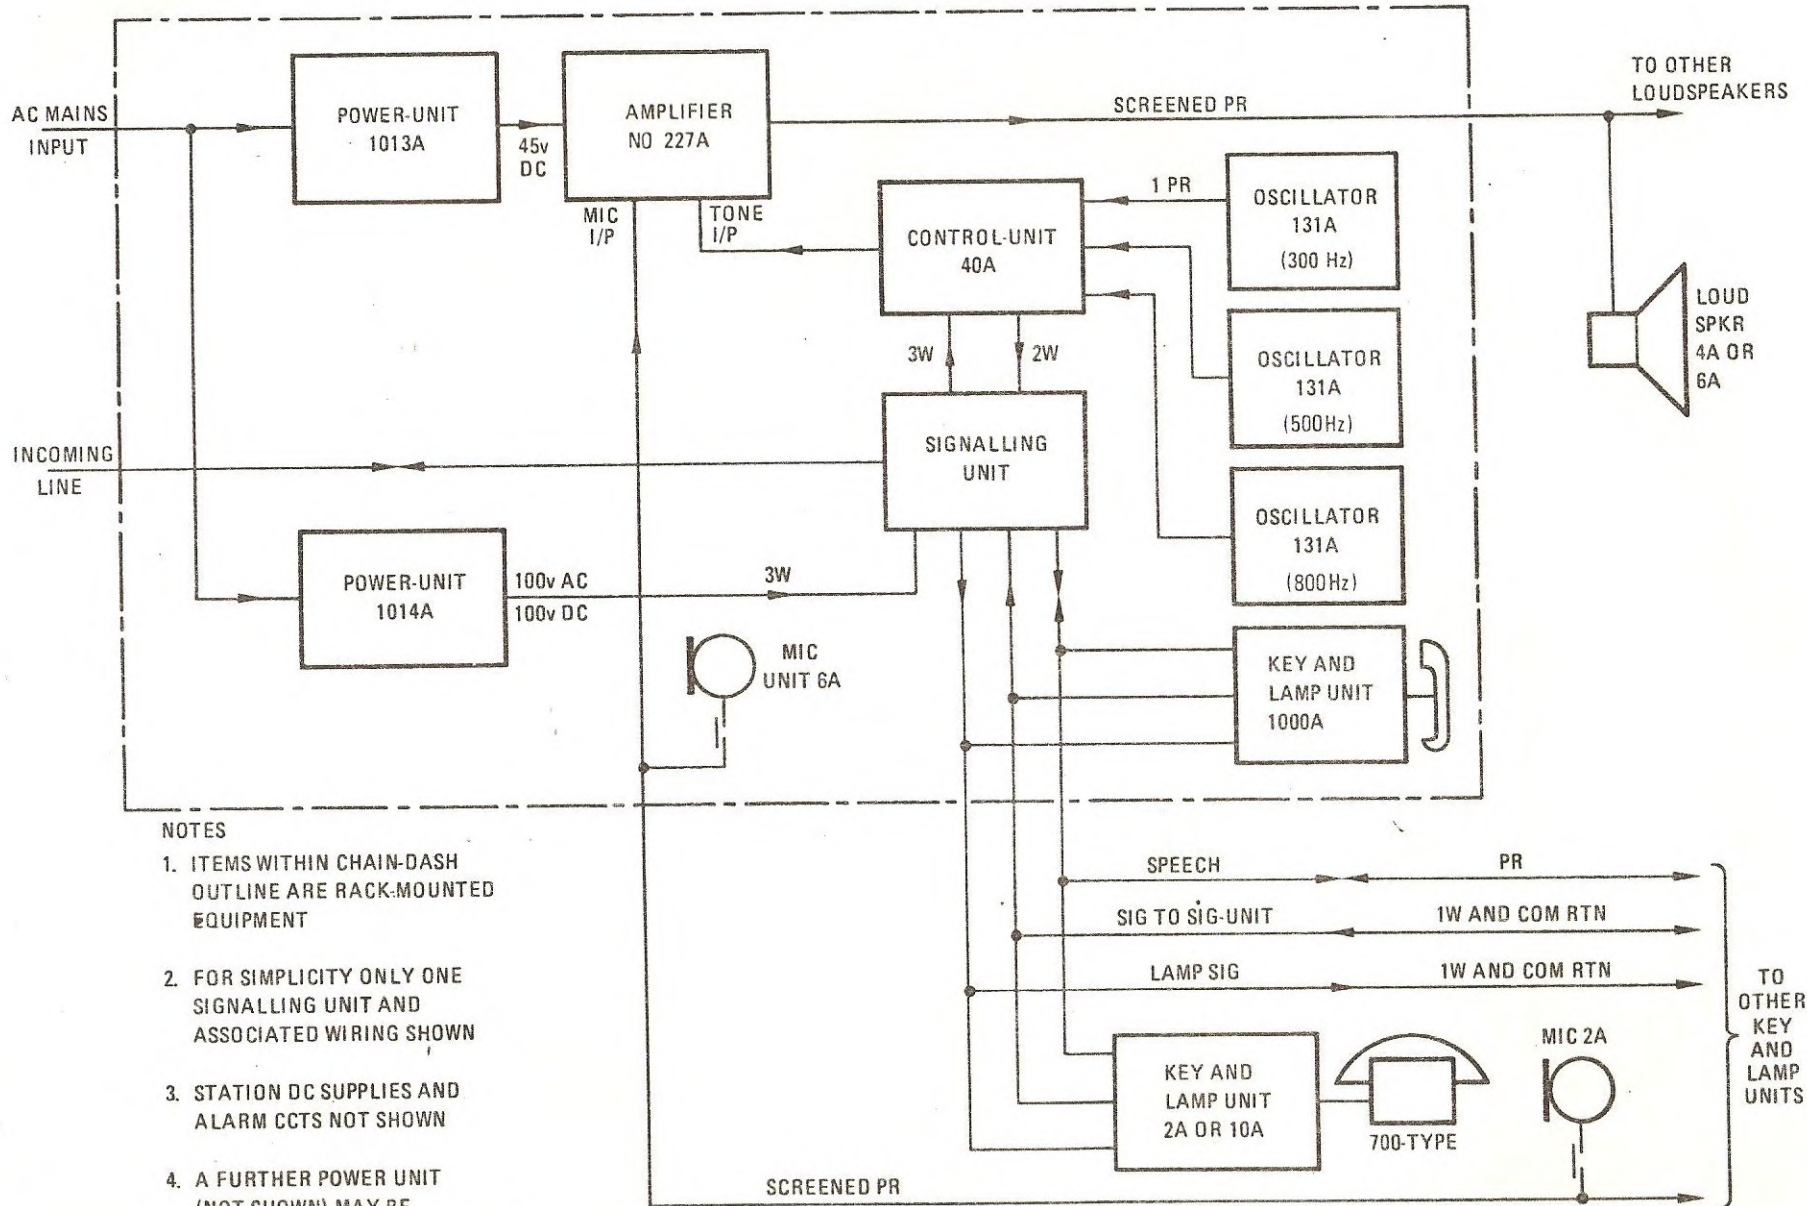 TO OTHER
LOUDSPEAKERS
AC MAINS
INPUT
POWER-UNIT
1013A
45v
DC
AMPLIFIER
NO 227A
SCREENED PR
MIC
I/P
TONE
I/P
CONTROL-UNIT
40A
1 PR
OSCILLATOR
131A
(300 Hz)
LOUD
SPKR
4A OR
6A
3W
2W
OSCILLATOR
131A
(500Hz)
INCOMING
LINE
SIGNALLING
UNIT
OSCILLATOR
131A
(800Hz)
POWER-UNIT
1014A
100v AC
100v DC
3W
MIC
UNIT 6A
KEY AND
LAMP UNIT
1000A
NOTES
1. ITEMS WITHIN CHAIN-DASH
OUTLINE ARE RACK-MOUNTED
EQUIPMENT
2. FOR SIMPLICITY ONLY ONE
SIGNALLING UNIT AND
ASSOCIATED WIRING SHOWN
3. STATION DC SUPPLIES AND
ALARM CCTS NOT SHOWN
4. A FURTHER POWER UNIT
(NOT SHOWN) MAY BE
SPEECH
PR
SIG TO SIG-UNIT
1W AND COM RTN
LAMP SIG
1W AND COM RTN
TO
OTHER
KEY
AND
LAMP
UNITS
KEY AND
LAMP UNIT
2A OR 10A
700-TYPE
MIC 2A
SCREENED PR